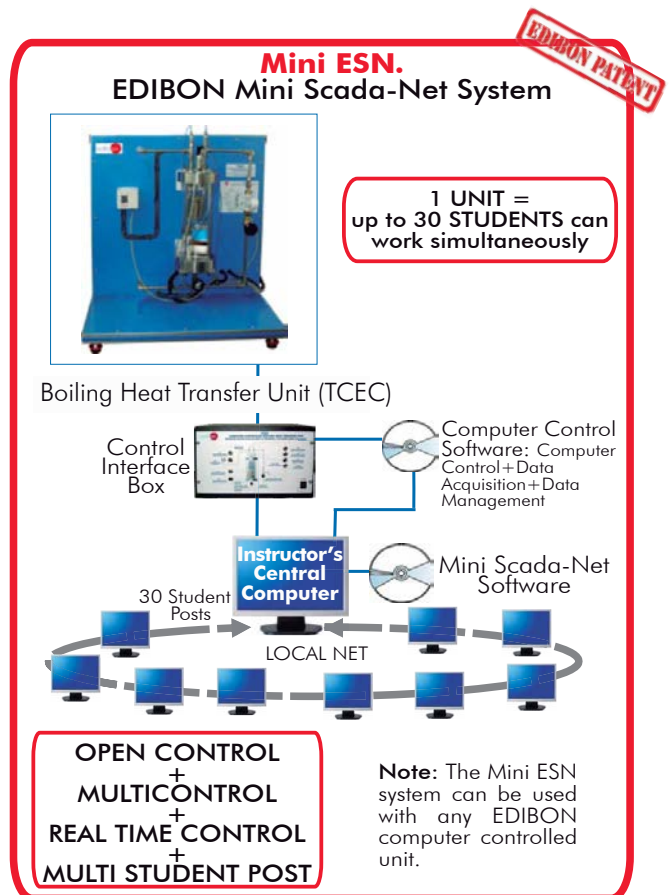 EDIBON PATENT
Mini ESN.
EDIBON Mini Scada-Net System
1 UNIT =
up to 30 STUDENTS can
work simultaneously
Boiling Heat Transfer Unit (TCEC)
Control
Interface
Box
Computer Control
Software: Computer
Control+Data
Acquisition+Data
Management
Instructor's
Central
Computer
Mini Scada-Net
Software
30 Student
Posts
LOCAL NET
OPEN CONTROL
+
MULTICONTROL
+
REAL TIME CONTROL
+
MULTI STUDENT POST
Note: The Mini ESN
system can be used
with any EDIBON
computer controlled
unit.